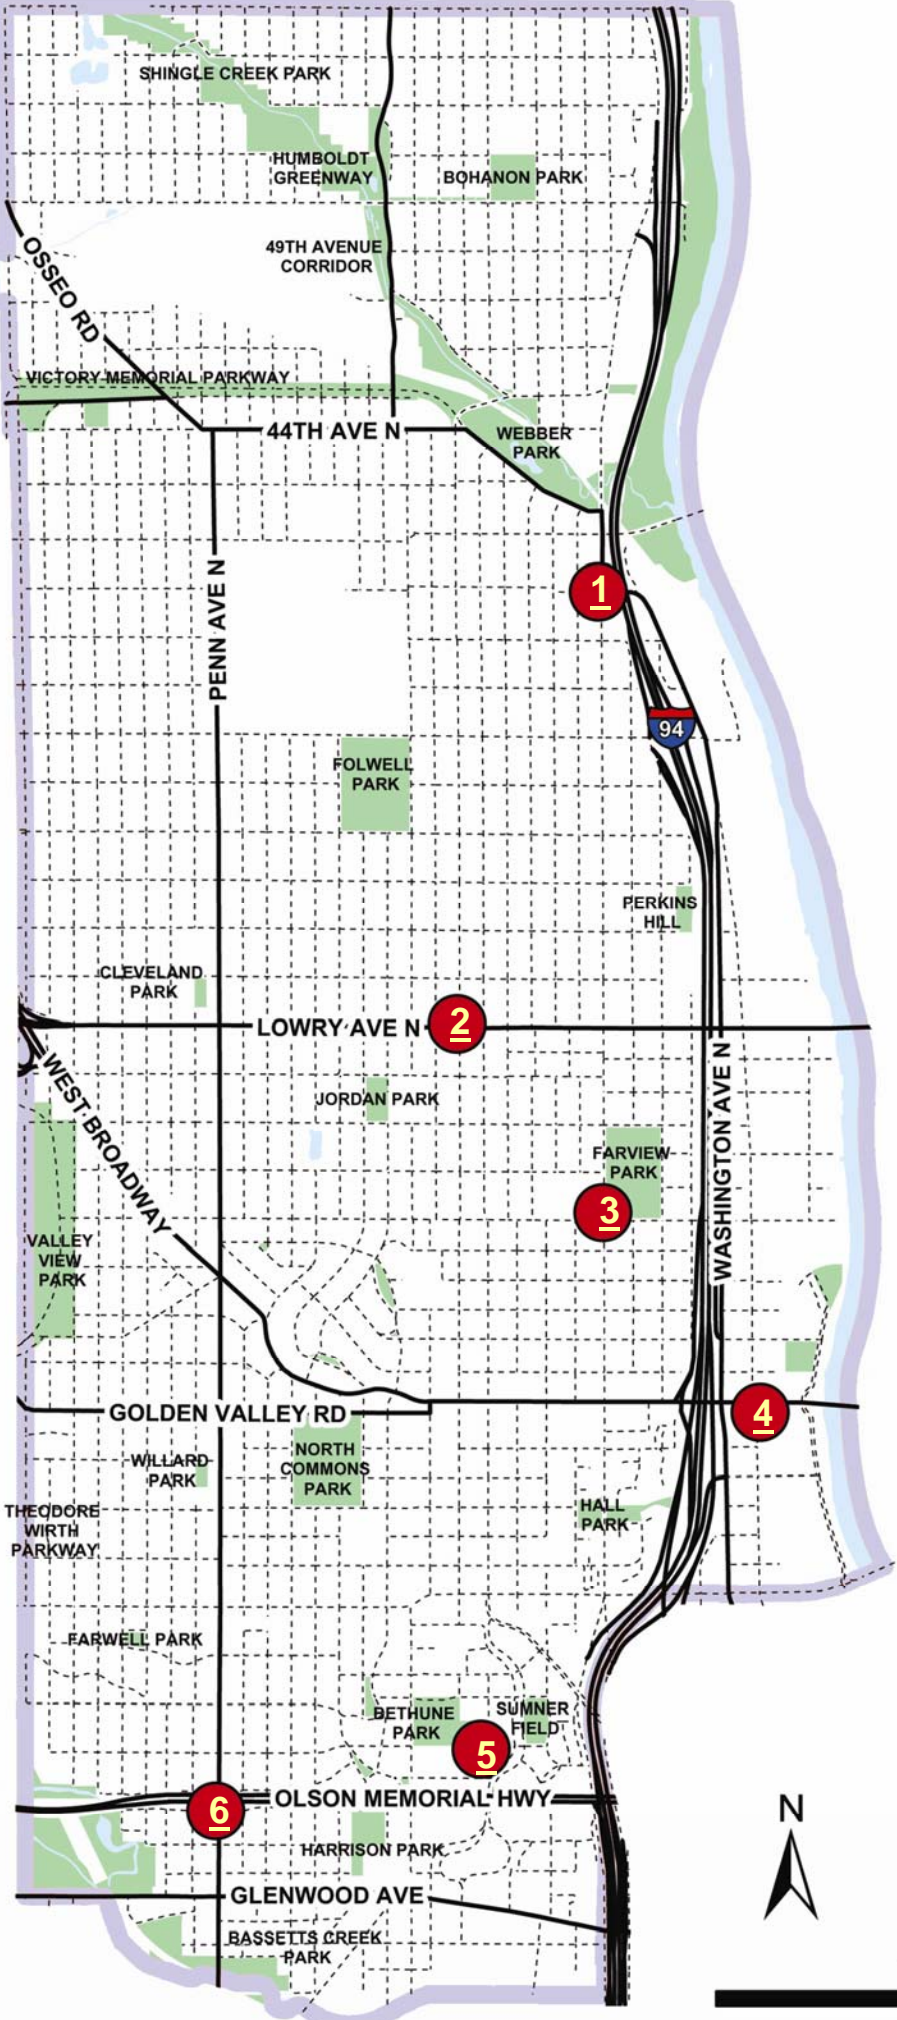 SHINGLE CREEK PARK
HUMBOLDT
GREENWAY
BOHANON PARK
49TH AVENUE
CORRIDOR
OSSEO RD
VICTORY MEMORIAL PARKWAY
44TH AVE N
WEBBER
PARK
PENN AVE N
1
94
FOLWELL
PARK
PERKINS
HILL
CLEVELAND
PARK
LOWRY AVE N
2
WEST BROADWAY
JORDAN PARK
WASHINGTON AVE N
FARVIEW
PARK
3
VALLEY
VIEW
PARK
4
GOLDEN VALLEY RD
NORTH
COMMONS
PARK
WILLARD
PARK
HALL
PARK
THEODORE
WIRTH
PARKWAY
FARWELL PARK
BETHUNE
PARK
SUMNER
FIELD
5
6
OLSON MEMORIAL HWY
N
HARRISON PARK
GLENWOOD AVE
BASSETTS CREEK
PARK